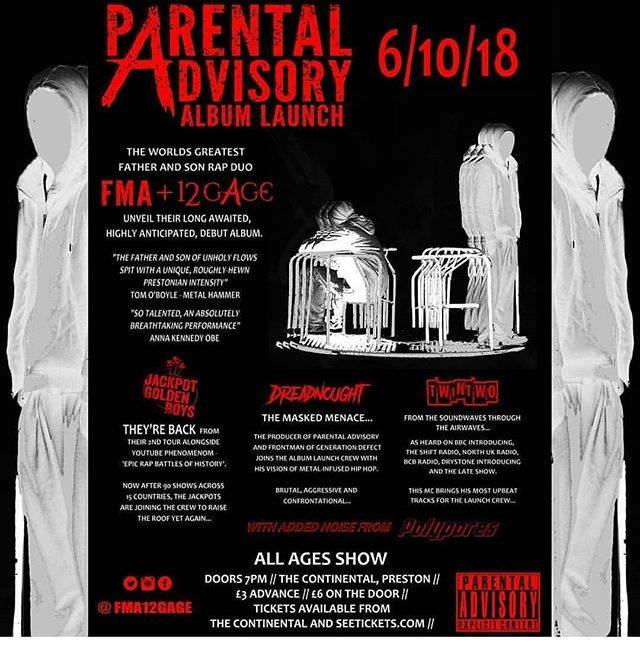 PARENTAL
ADVISORY
ALBUM LAUNCH
6/10/18
THE WORLDS GREATEST
FATHER AND SON RAP DUO
FMA + 12 GAGE
UNVEIL THEIR LONG AWAITED,
HIGHLY ANTICIPATED, DEBUT ALBUM.
"THE FATHER AND SON OF UNHOLY FLOWS
SPIT WITH A UNIQUE, ROUGHLY-HEWN
PRESTONIAN INTENSITY"
TOM O'BOYLE - METAL HAMMER
"SO TALENTED, AN ABSOLUTELY
BREATHTAKING PERFORMANCE"
ANNA KENNEDY OBE
JACKPOT
GOLDEN
BOYS
THEY'RE BACK FROM
THEIR 2ND TOUR ALONGSIDE
YOUTUBE PHENOMENON
'EPIC RAP BATTLES OF HISTORY'.
NOW AFTER 90 SHOWS ACROSS
15 COUNTRIES, THE JACKPOTS
ARE JOINING THE CREW TO RAISE
THE ROOF YET AGAIN...
DREADNOUGHT
THE MASKED MENACE...
THE PRODUCER OF PARENTAL ADVISORY
AND FRONTMAN OF GENERATION DEFECT
JOINS THE ALBUM LAUNCH CREW WITH
HIS VISION OF METAL-INFUSED HIP HOP.
BRUTAL, AGGRESSIVE AND
CONFRONTATIONAL...
TWINTWO
FROM THE SOUNDWAVES THROUGH
THE AIRWAVES...
AS HEARD ON BBC INTRODUCING,
THE SHIFT RADIO, NORTH UK RADIO,
BCB RADIO, DRYSTONE INTRODUCING
AND THE LATE SHOW.
THIS MC BRINGS HIS MOST UPBEAT
TRACKS FOR THE LAUNCH CREW...
WITH ADDED NOISE FROM Polypores
ALL AGES SHOW
DOORS 7PM // THE CONTINENTAL, PRESTON //
£3 ADVANCE // £6 ON THE DOOR //
TICKETS AVAILABLE FROM
THE CONTINENTAL AND SEETICKETS.COM //
@FMA12GAGE
PARENTAL
ADVISORY
EXPLICIT CONTENT